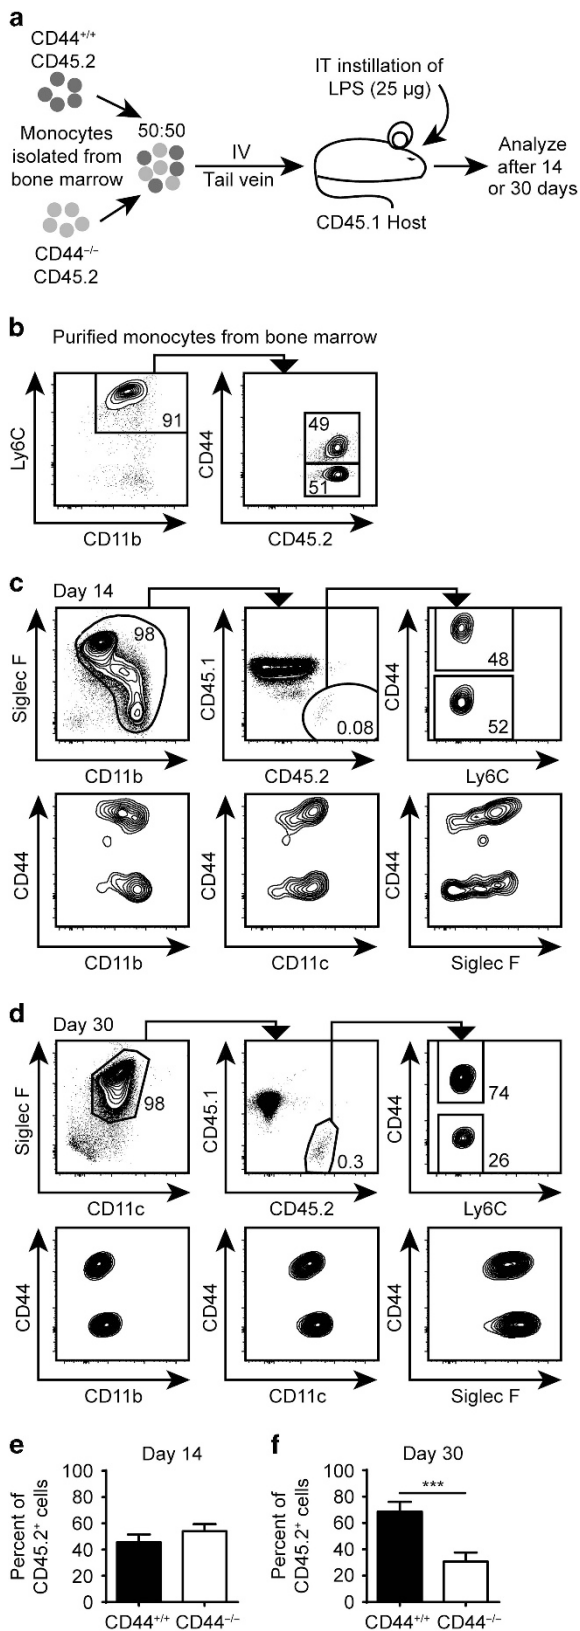 a
CD44+/+
CD45.2
Monocytes
isolated from
bone marrow
50:50
CD44–/–
CD45.2
IV
Tail vein
IT instillation of
LPS (25 µg)
CD45.1 Host
Analyze
after 14
or 30 days
b
Purified monocytes from bone marrow
Ly6C
91
CD11b
CD44
49
51
CD45.2
c
Day 14
Siglec F
98
CD11b
CD45.1
0.08
CD45.2
CD44
48
52
Ly6C
CD44
CD11b
CD44
CD11c
CD44
Siglec F
d
Day 30
Siglec F
98
CD11c
CD45.1
0.3
CD45.2
CD44
74
26
Ly6C
CD44
CD11b
CD44
CD11c
CD44
Siglec F
e
Day 14
Percent of
CD45.2+ cells
100
80
60
40
20
0
CD44+/+ CD44–/–
f
Day 30
Percent of
CD45.2+ cells
100
80
60
40
20
0
***
CD44+/+ CD44–/–